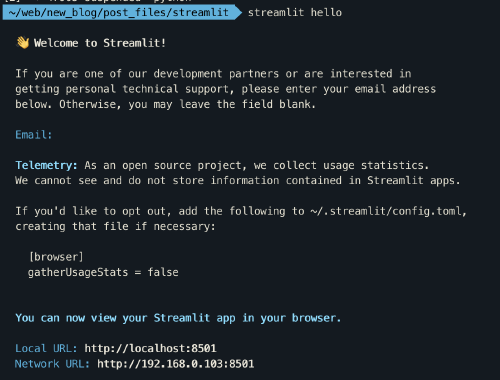 ~/web/new_blog/post_files/streamlit streamlit hello
👋 Welcome to Streamlit!
If you are one of our development partners or are interested in
getting personal technical support, please enter your email address
below. Otherwise, you may leave the field blank.
Email:
Telemetry: As an open source project, we collect usage statistics.
We cannot see and do not store information contained in Streamlit apps.
If you'd like to opt out, add the following to ~/.streamlit/config.toml,
creating that file if necessary:
[browser]
gatherUsageStats = false
You can now view your Streamlit app in your browser.
Local URL: http://localhost:8501
Network URL: http://192.168.0.103:8501